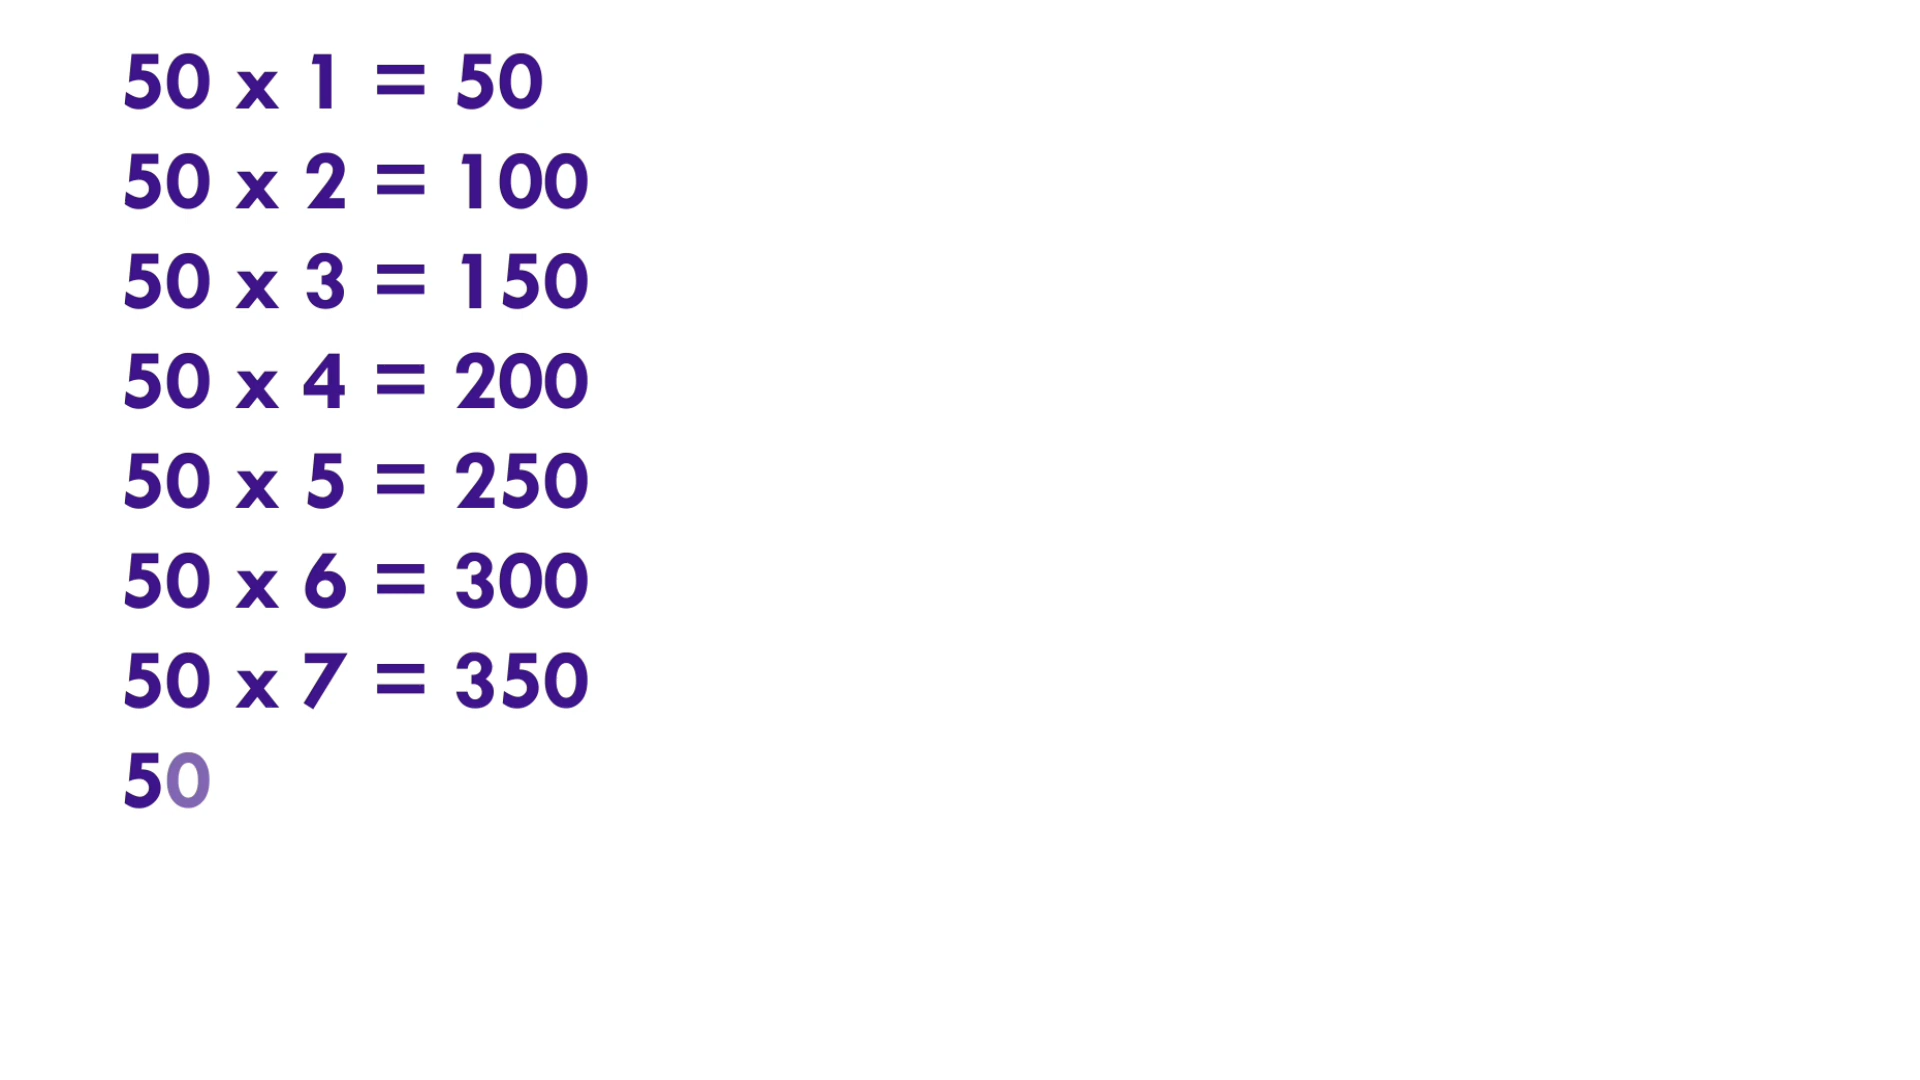 50 x 1 = 50
50 x 2 = 100
50 x 3 = 150
50 x 4 = 200
50 x 5 = 250
50 x 6 = 300
50 x 7 = 350
50